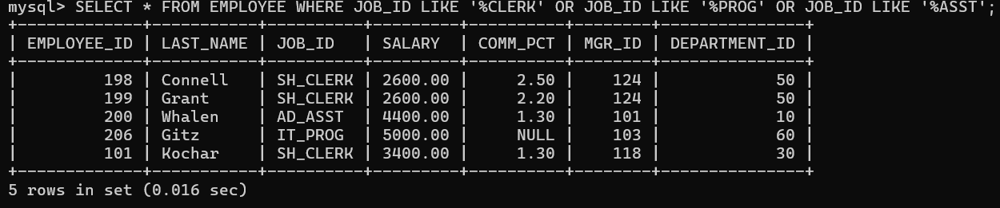 mysql> SELECT * FROM EMPLOYEE WHERE JOB_ID LIKE '%CLERK' OR JOB_ID LIKE '%PROG' OR JOB_ID LIKE '%ASST';
+-------------+-----------+----------+---------+----------+--------+---------------+
| EMPLOYEE_ID | LAST_NAME | JOB_ID   | SALARY  | COMM_PCT | MGR_ID | DEPARTMENT_ID |
+-------------+-----------+----------+---------+----------+--------+---------------+
|         198 | Connell   | SH_CLERK | 2600.00 |     2.50 |    124 |            50 |
|         199 | Grant     | SH_CLERK | 2600.00 |     2.20 |    124 |            50 |
|         200 | Whalen    | AD_ASST  | 4400.00 |     1.30 |    101 |            10 |
|         206 | Gitz      | IT_PROG  | 5000.00 |     NULL |    103 |            60 |
|         101 | Kochar    | SH_CLERK | 3400.00 |     1.30 |    118 |            30 |
+-------------+-----------+----------+---------+----------+--------+---------------+
5 rows in set (0.016 sec)